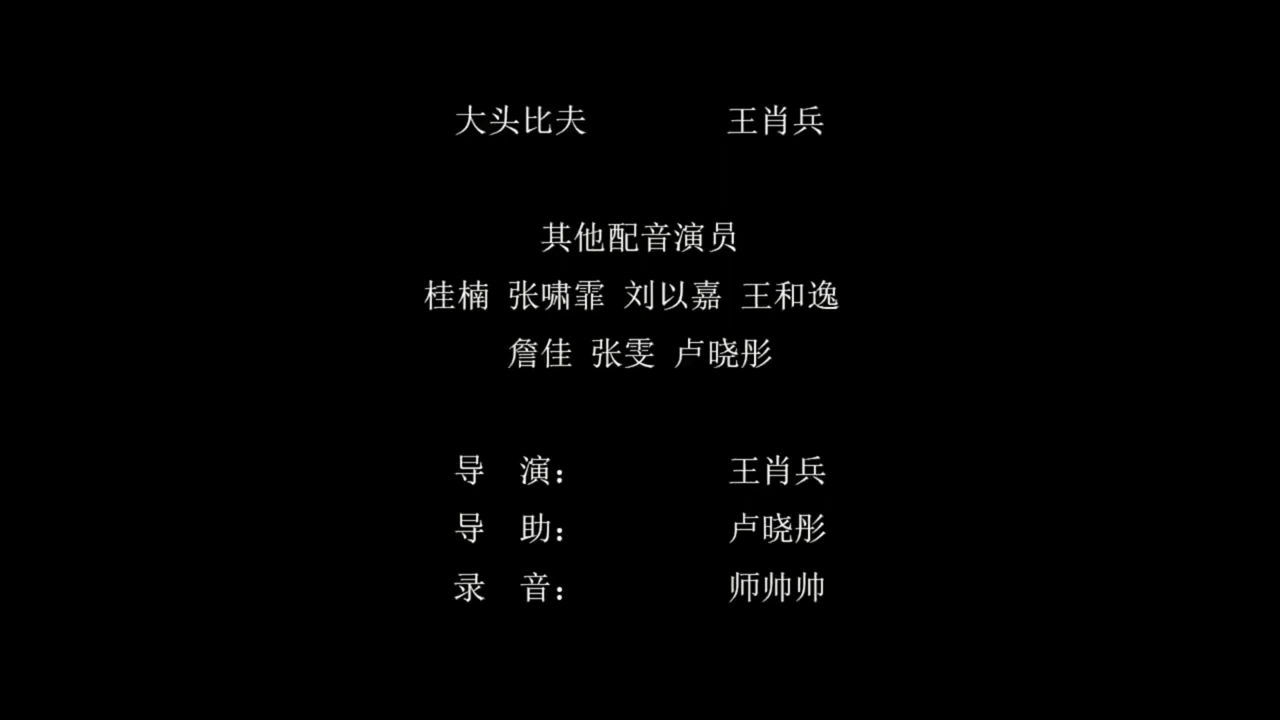 大头比夫 王肖兵
其他配音演员
桂楠 张啸霏 刘以嘉 王和逸
詹佳 张雯 卢晓彤
导 演： 王肖兵
导 助： 卢晓彤
录 音： 师帅帅